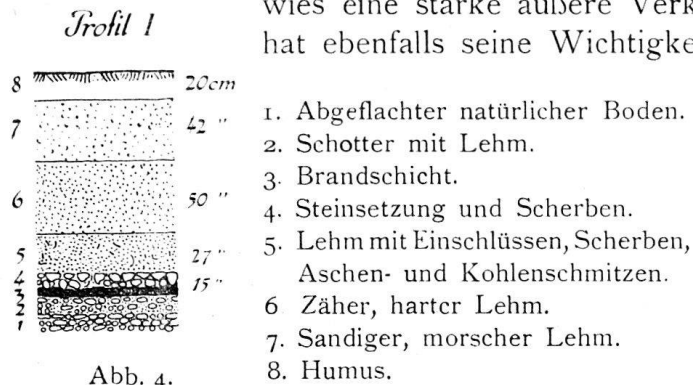 wies eine starke äußere Verk
hat ebenfalls seine Wichtigke
Profil 1
8 20cm
7 42 "
6 50 "
5 27 "
4 15 "
3
2
1
Abb. 4.
1. Abgeflachter natürlicher Boden.
2. Schotter mit Lehm.
3. Brandschicht.
4. Steinsetzung und Scherben.
5. Lehm mit Einschlüssen, Scherben,
Aschen- und Kohlenschmitzen.
6 Zäher, harter Lehm.
7. Sandiger, morscher Lehm.
8. Humus.